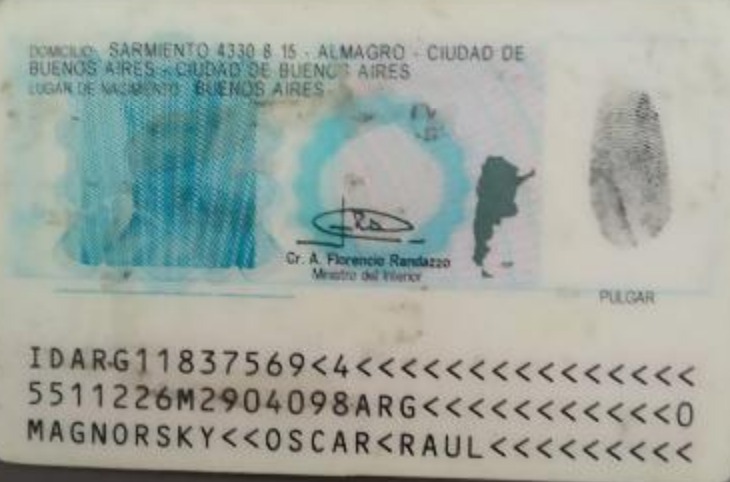 DOMICILIO: SARMIENTO 4330 8 15 - ALMAGRO - CIUDAD DE
BUENOS AIRES - CIUDAD DE BUENOS AIRES
LUGAR DE NACIMIENTO: BUENOS AIRES
Cr. A. Florencio Randazzo
Ministro del Interior
PULGAR
IDARG11837569<4<<<<<<<<<<<<<<<
5511226M2904098ARG<<<<<<<<<<<0
MAGNORSKY<<OSCAR<RAUL<<<<<<<<<